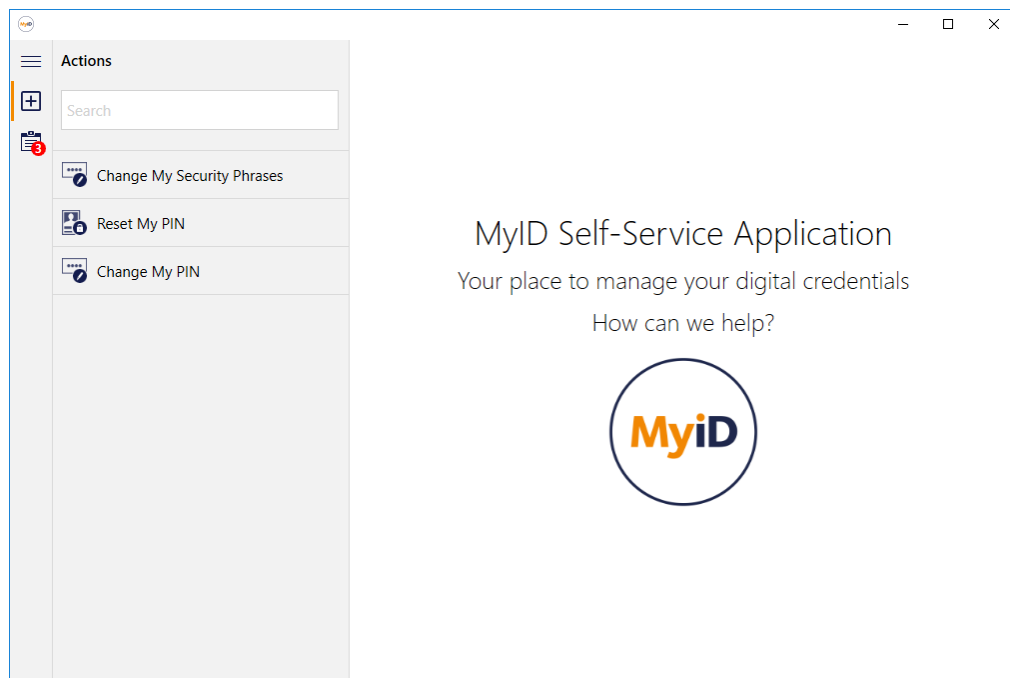 MyiD
Actions
Search
3
Change My Security Phrases
Reset My PIN
Change My PIN
MyID Self-Service Application
Your place to manage your digital credentials
How can we help?
MyiD